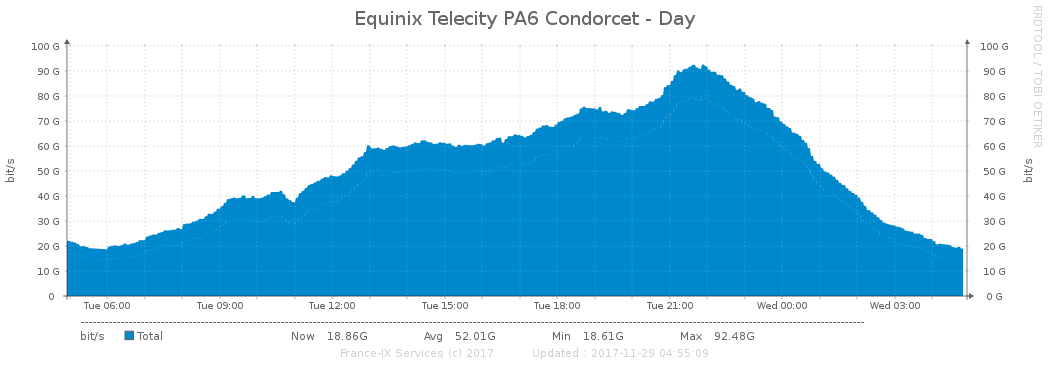 Equinix Telecity PA6 Condorcet - Day
RRDTOOL / TOBI OETIKER
bit/s
100 G
90 G
80 G
70 G
60 G
50 G
40 G
30 G
20 G
10 G
0
100 G
90 G
80 G
70 G
60 G
50 G
40 G
30 G
20 G
10 G
0 G
bit/s
Tue 06:00 Tue 09:00 Tue 12:00 Tue 15:00 Tue 18:00 Tue 21:00 Wed 00:00 Wed 03:00
bit/s Total Now 18.86G Avg 52.01G Min 18.61G Max 92.48G
France-IX Services (c) 2017 Updated : 2017-11-29 04:55:09